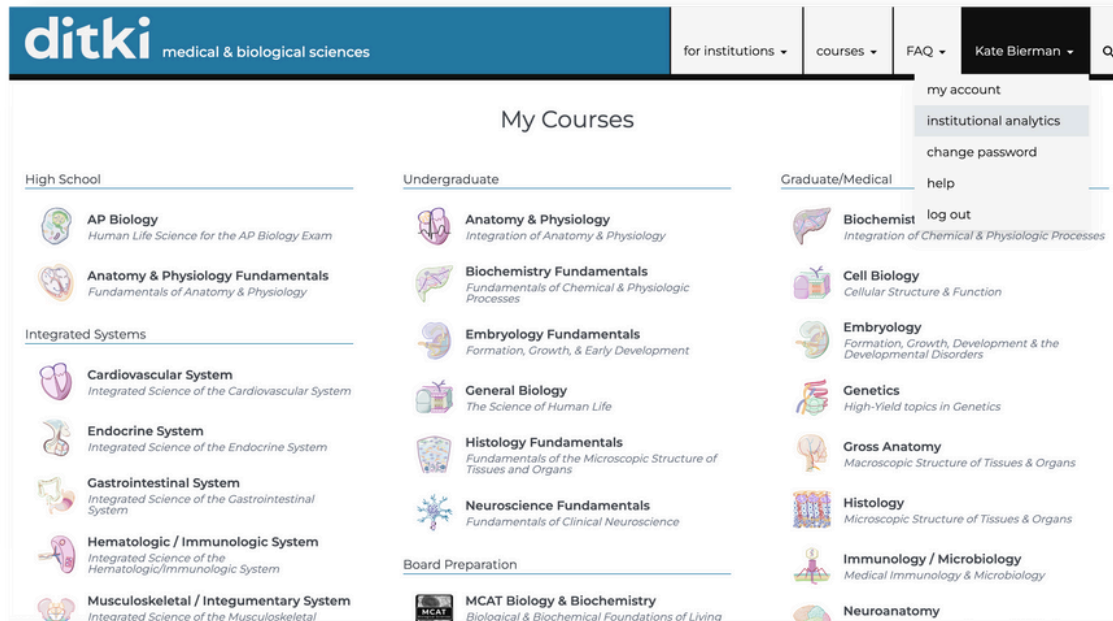 ditki medical & biological sciences
for institutions
courses
FAQ
Kate Bierman
my account
institutional analytics
change password
help
log out
My Courses
High School
AP Biology
Human Life Science for the AP Biology Exam
Anatomy & Physiology Fundamentals
Fundamentals of Anatomy & Physiology
Integrated Systems
Cardiovascular System
Integrated Science of the Cardiovascular System
Endocrine System
Integrated Science of the Endocrine System
Gastrointestinal System
Integrated Science of the Gastrointestinal
System
Hematologic / Immunologic System
Integrated Science of the
Hematologic/Immunologic System
Musculoskeletal / Integumentary System
Integrated Science of the Musculoskeletal
Undergraduate
Anatomy & Physiology
Integration of Anatomy & Physiology
Biochemistry Fundamentals
Fundamentals of Chemical & Physiologic
Processes
Embryology Fundamentals
Formation, Growth, & Early Development
General Biology
The Science of Human Life
Histology Fundamentals
Fundamentals of the Microscopic Structure of
Tissues and Organs
Neuroscience Fundamentals
Fundamentals of Clinical Neuroscience
Board Preparation
MCAT
MCAT Biology & Biochemistry
Biological & Biochemical Foundations of Living
Graduate/Medical
Biochemist
Integration of Chemical & Physiologic Processes
Cell Biology
Cellular Structure & Function
Embryology
Formation, Growth, Development & the
Developmental Disorders
Genetics
High-Yield topics in Genetics
Gross Anatomy
Macroscopic Structure of Tissues & Organs
Histology
Microscopic Structure of Tissues & Organs
Immunology / Microbiology
Medical Immunology & Microbiology
Neuroanatomy